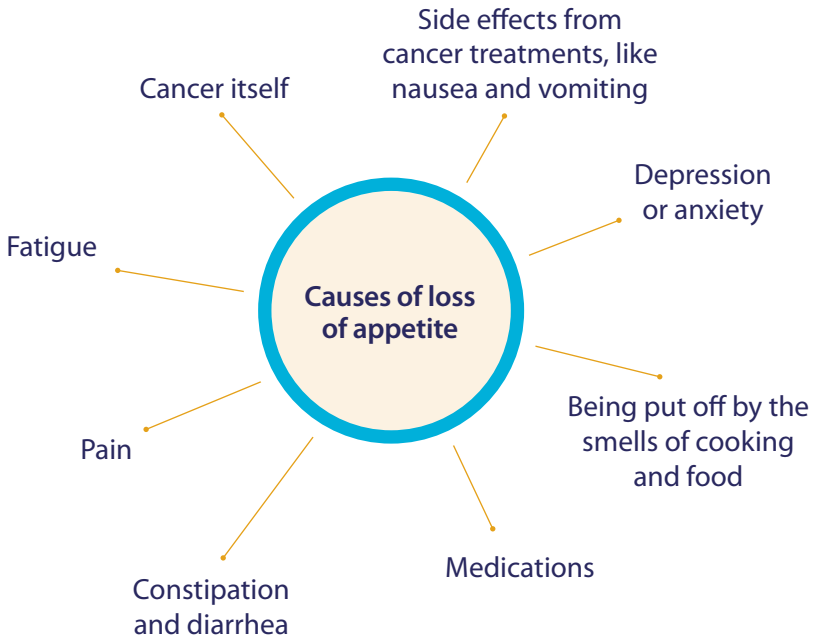 Side effects from
cancer treatments, like
nausea and vomiting
Cancer itself
Depression
or anxiety
Fatigue
Causes of loss
of appetite
Being put off by the
smells of cooking
and food
Pain
Medications
Constipation
and diarrhea